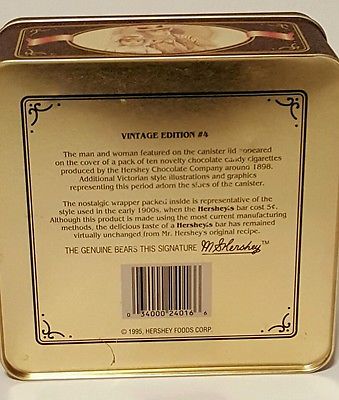 VINTAGE EDITION #4
The man and woman featured on the canister lid appeared
on the cover of a pack of ten novelty chocolate candy cigarettes
produced by the Hershey Chocolate Company around 1898.
Additional Victorian style illustrations and graphics
representing this period adorn the sides of the canister.
The nostalgic wrapper packed inside is representative of the
style used in the early 1900s, when the Hershey's bar cost 5¢.
Although this product is made using the most current manufacturing
methods, the delicious taste of a Hershey's bar has remained
virtually unchanged from Mr. Hershey's original recipe.
THE GENUINE BEARS THIS SIGNATURE M.S. Hershey™
0 34000 24016 6
© 1995, HERSHEY FOODS CORP.